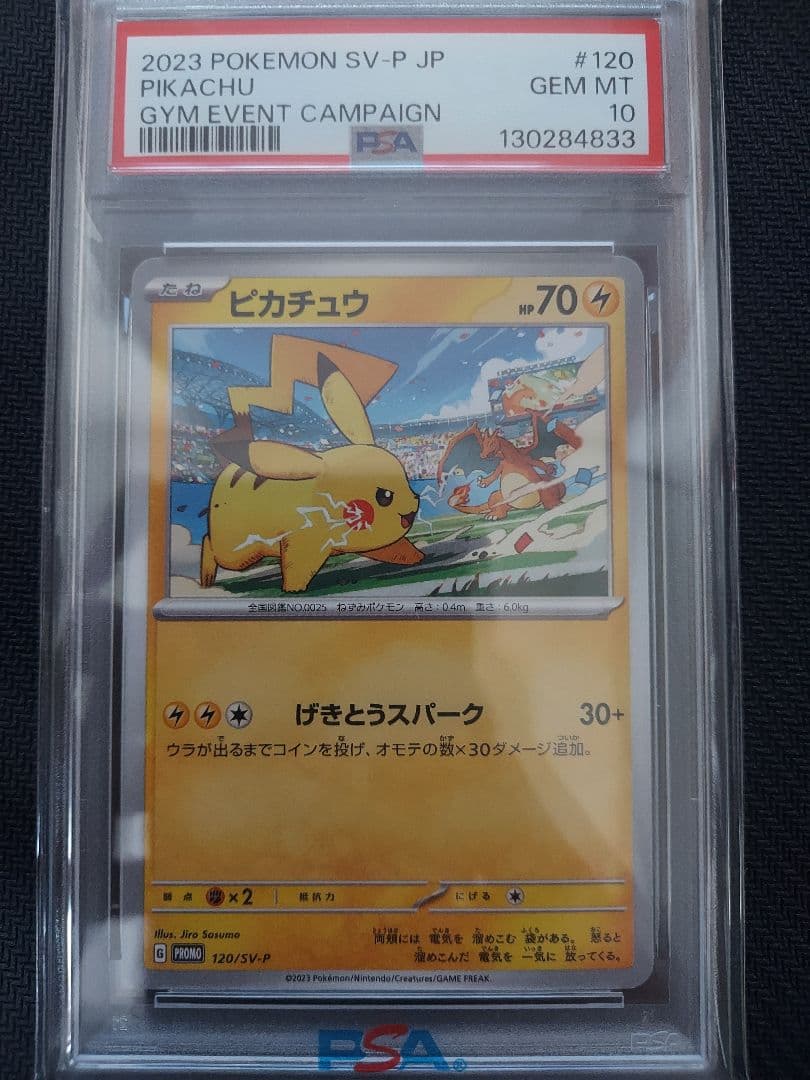 2023 POKEMON SV-P JP #120
PIKACHU GEM MT
GYM EVENT CAMPAIGN 10
PSA 130284833
たね ピカチュウ HP70
全国図鑑NO.0025 ねずみポケモン 高さ:0.4m 重さ:6.0kg
げきとうスパーク 30+
ウラが出るまでコインを投げ、オモテの数×30ダメージ追加。
弱点 ×2 抵抗力 にげる
Illus. Jiro Sasumo
両頬には 電気を 溜めこむ 袋がある。 怒ると
溜めこんだ 電気を 一気に 放ってくる。
G PROMO 120/SV-P
©2023 Pokémon/Nintendo/Creatures/GAME FREAK.
PSA